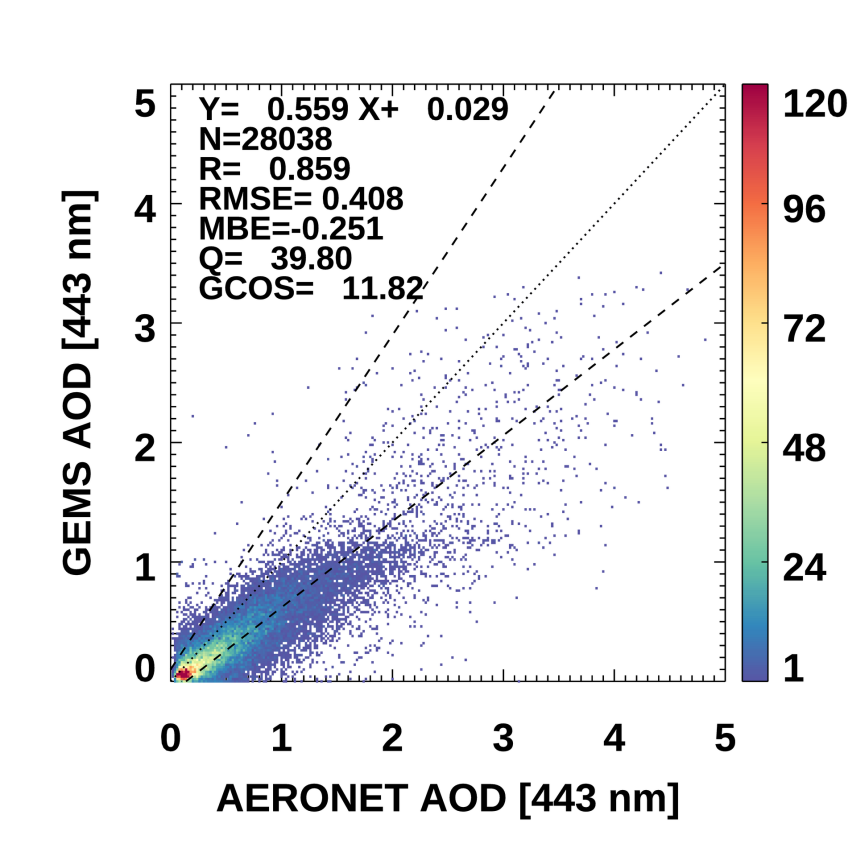 Y= 0.559 X+ 0.029
N=28038
R= 0.859
RMSE= 0.408
MBE=-0.251
Q= 39.80
GCOS= 11.82
5
4
3
2
1
0
GEMS AOD [443 nm]
0 1 2 3 4 5
AERONET AOD [443 nm]
120
96
72
48
24
1